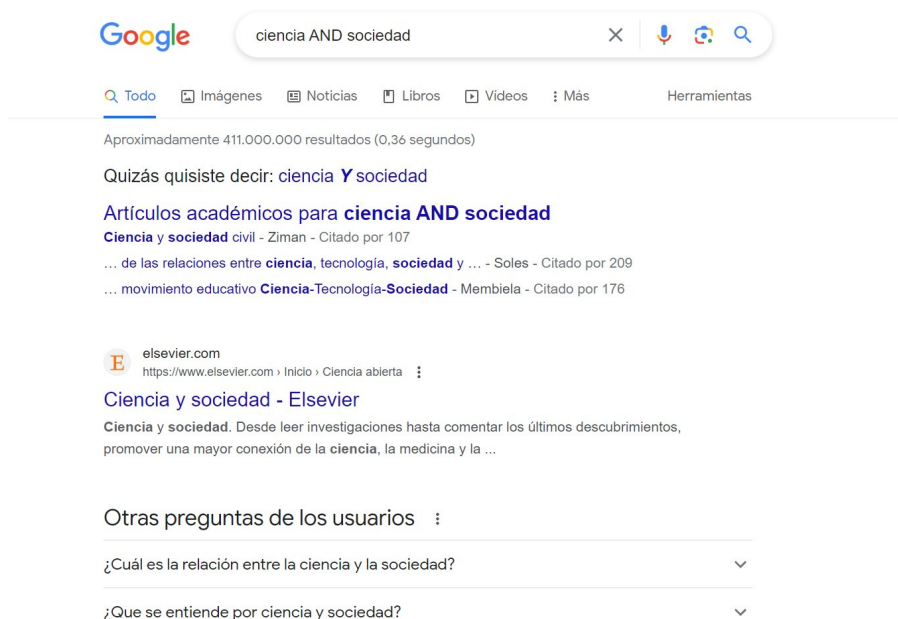 Google
ciencia AND sociedad
Todo Imágenes Noticias Libros Vídeos Más Herramientas
Aproximadamente 411.000.000 resultados (0,36 segundos)
Quizás quisiste decir: ciencia Y sociedad
Artículos académicos para ciencia AND sociedad
Ciencia y sociedad civil - Ziman - Citado por 107
… de las relaciones entre ciencia, tecnología, sociedad y … - Soles - Citado por 209
… movimiento educativo Ciencia-Tecnología-Sociedad - Membiela - Citado por 176
E
elsevier.com
https://www.elsevier.com › Inicio › Ciencia abierta
Ciencia y sociedad - Elsevier
Ciencia y sociedad. Desde leer investigaciones hasta comentar los últimos descubrimientos,
promover una mayor conexión de la ciencia, la medicina y la ...
Otras preguntas de los usuarios
¿Cuál es la relación entre la ciencia y la sociedad?
¿Que se entiende por ciencia y sociedad?